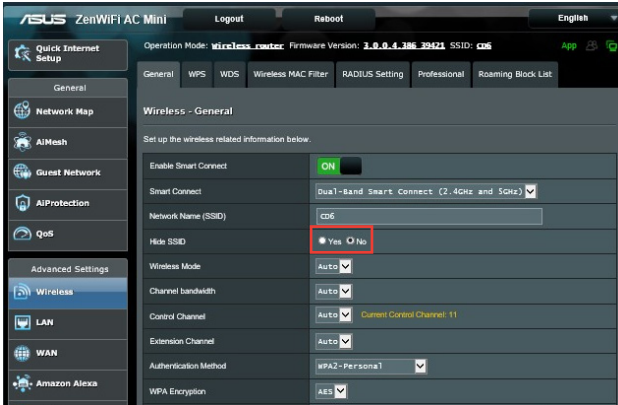 ASUS ZenWiFi AC Mini Logout Reboot English
Quick Internet Setup
Operation Mode: Wireless router Firmware Version: 3.0.0.4.386_39421 SSID: CD6 App
General WPS WDS Wireless MAC Filter RADIUS Setting Professional Roaming Block List
General
Network Map
AiMesh
Guest Network
AiProtection
QoS
Advanced Settings
Wireless
LAN
WAN
Amazon Alexa
Wireless - General
Set up the wireless related information below.
Enable Smart Connect ON
Smart Connect Dual-Band Smart Connect (2.4GHz and 5GHz)
Network Name (SSID) CD6
Hide SSID Yes No
Wireless Mode Auto
Channel bandwidth Auto
Control Channel Auto Current Control Channel: 11
Extension Channel Auto
Authentication Method WPA2-Personal
WPA Encryption AES